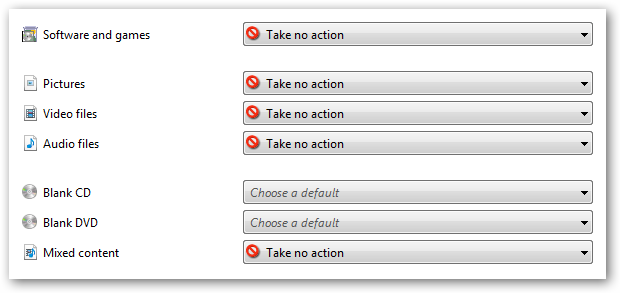 Software and games Take no action
Pictures Take no action
Video files Take no action
Audio files Take no action
Blank CD Choose a default
Blank DVD Choose a default
Mixed content Take no action